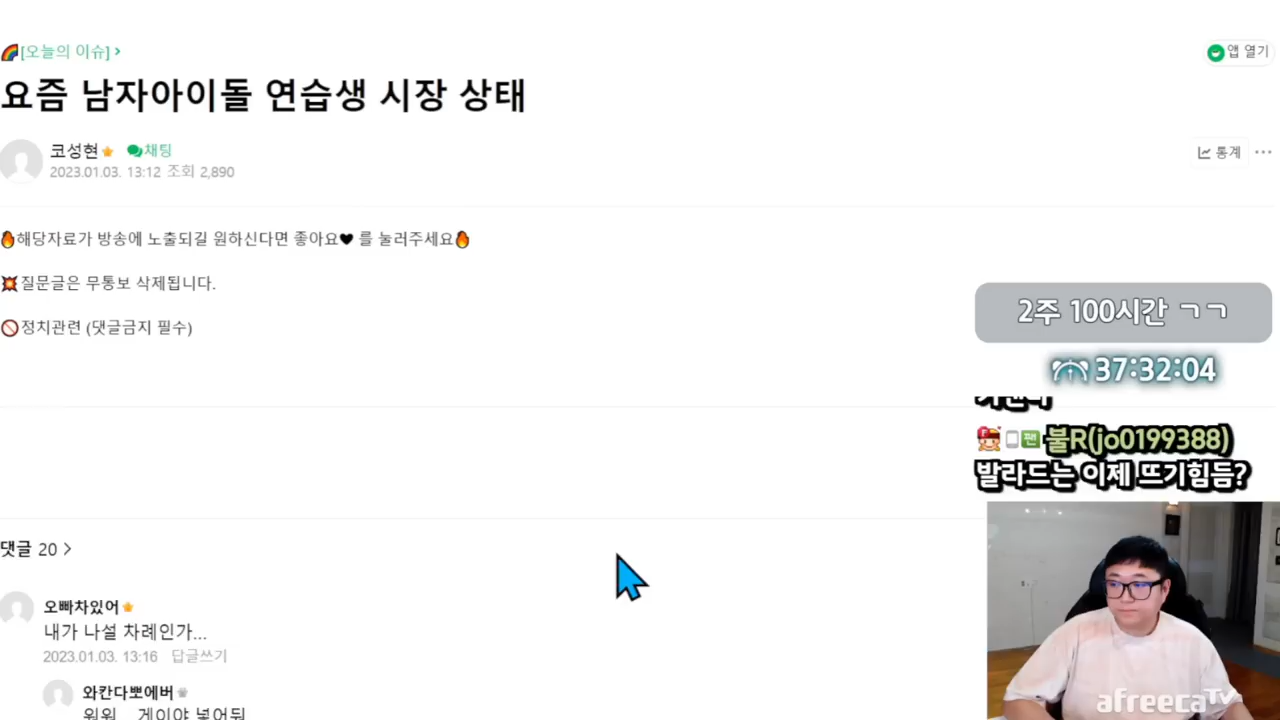 [오늘의 이슈] >
앱 열기
요즘 남자아이돌 연습생 시장 상태
코성현 채팅
2023.01.03. 13:12 조회 2,890
통계
해당자료가 방송에 노출되길 원하신다면 좋아요🖤 를 눌러주세요
질문글은 무통보 삭제됩니다.
정치관련 (댓글금지 필수)
2주 100시간 ㄱㄱ
37:32:04
불R(jo0199388)
발라드는 이제 뜨기힘듬?
댓글 20 >
오빠차있어
내가 나설 차례인가...
2023.01.03. 13:16 답글쓰기
와칸다뽀에버
게이야 넣어둬
afreecaTV